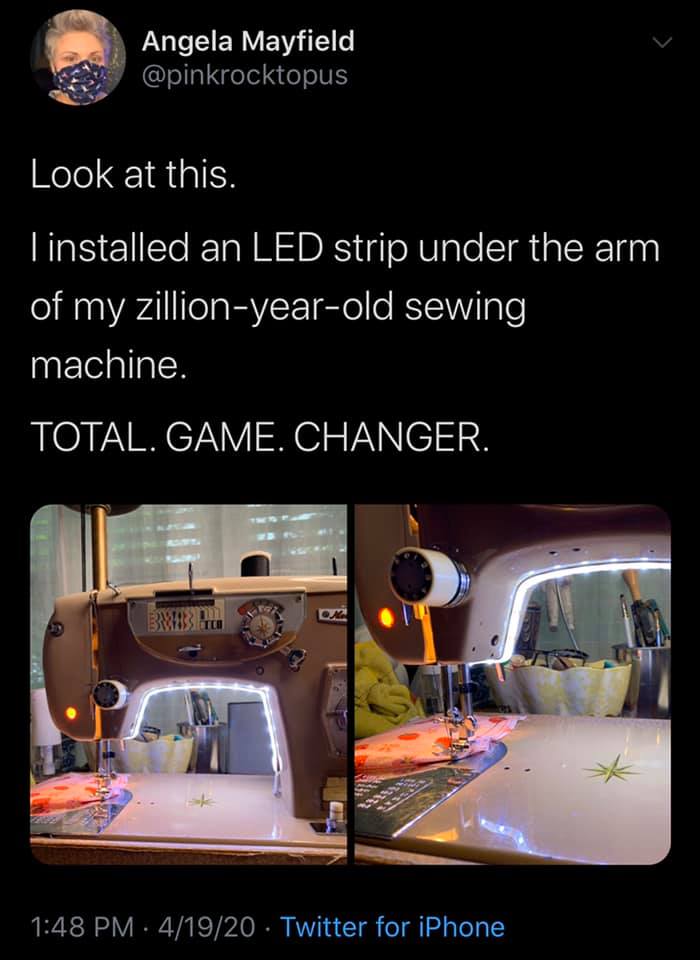 Angela Mayfield
@pinkrocktopus
Look at this.
I installed an LED strip under the arm
of my zillion-year-old sewing
machine.
TOTAL. GAME. CHANGER.
1:48 PM · 4/19/20 · Twitter for iPhone